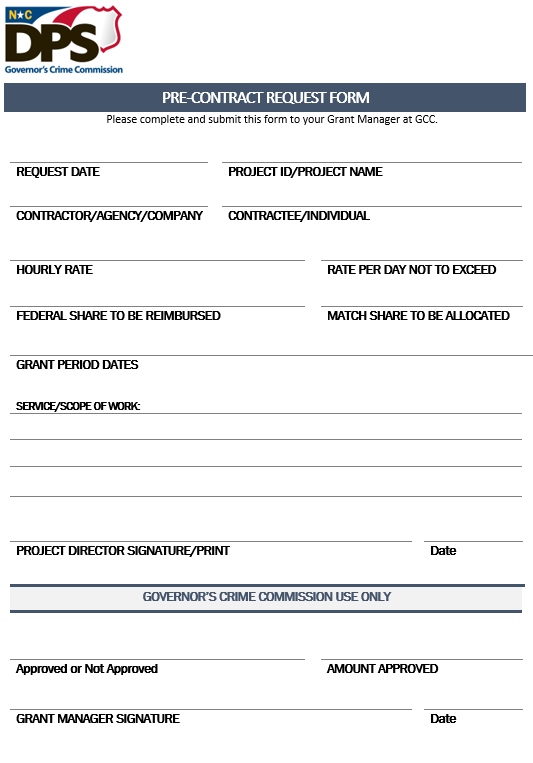 N★C
DPS
Governor's Crime Commission
PRE-CONTRACT REQUEST FORM
Please complete and submit this form to your Grant Manager at GCC.
REQUEST DATE PROJECT ID/PROJECT NAME
CONTRACTOR/AGENCY/COMPANY CONTRACTEE/INDIVIDUAL
HOURLY RATE RATE PER DAY NOT TO EXCEED
FEDERAL SHARE TO BE REIMBURSED MATCH SHARE TO BE ALLOCATED
GRANT PERIOD DATES
SERVICE/SCOPE OF WORK:
PROJECT DIRECTOR SIGNATURE/PRINT Date
GOVERNOR'S CRIME COMMISSION USE ONLY
Approved or Not Approved AMOUNT APPROVED
GRANT MANAGER SIGNATURE Date